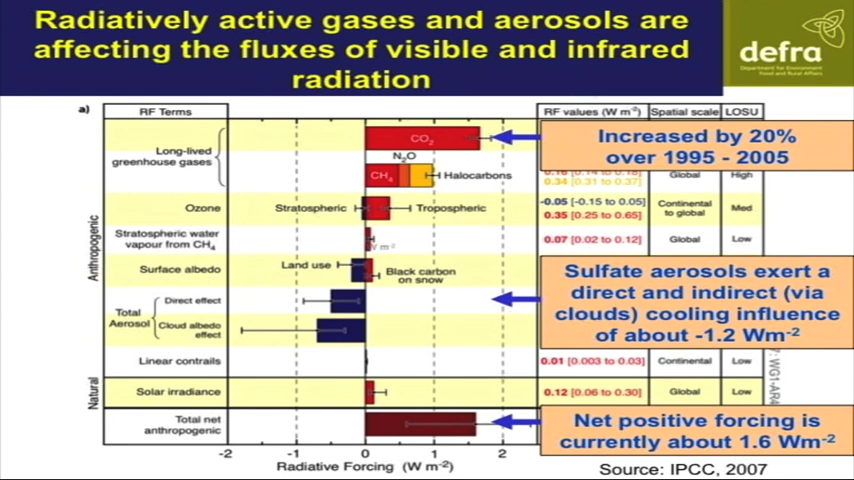 Radiatively active gases and aerosols are
affecting the fluxes of visible and infrared
radiation
defra
Department for Environment
Food and Rural Affairs
a)
RF Terms
RF values (W m-2)
Spatial scale
LOSU
Long-lived
greenhouse gases
CO2
Increased by 20%
over 1995 - 2005
N2O
CH4
Halocarbons
0.34 [0.31 to 0.37]
Global
High
Ozone
Stratospheric
Tropospheric
-0.05 [-0.15 to 0.05]
0.35 [0.25 to 0.65]
Continental
to global
Med
Anthropogenic
Stratospheric water
vapour from CH4
0.07 [0.02 to 0.12]
Global
Low
Surface albedo
Land use
Black carbon
on snow
Sulfate aerosols exert a
direct and indirect (via
clouds) cooling influence
of about -1.2 Wm-2
Total
Aerosol
Direct effect
Cloud albedo
effect
Linear contrails
0.01 [0.003 to 0.03]
Continental
Low
Natural
Solar irradiance
0.12 [0.06 to 0.30]
Global
Low
Total net
anthropogenic
Net positive forcing is
currently about 1.6 Wm-2
-2 -1 0 1 2
Radiative Forcing (W m-2)
Source: IPCC, 2007